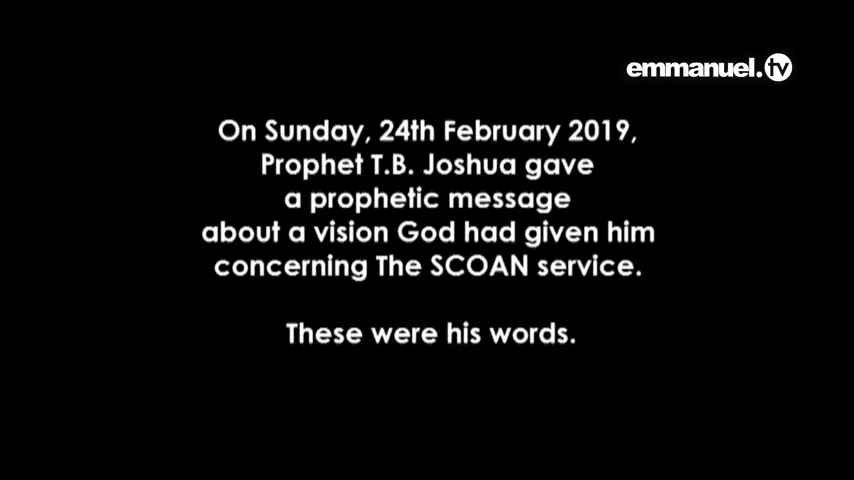 emmanuel.tv
On Sunday, 24th February 2019,
Prophet T.B. Joshua gave
a prophetic message
about a vision God had given him
concerning The SCOAN service.
These were his words.